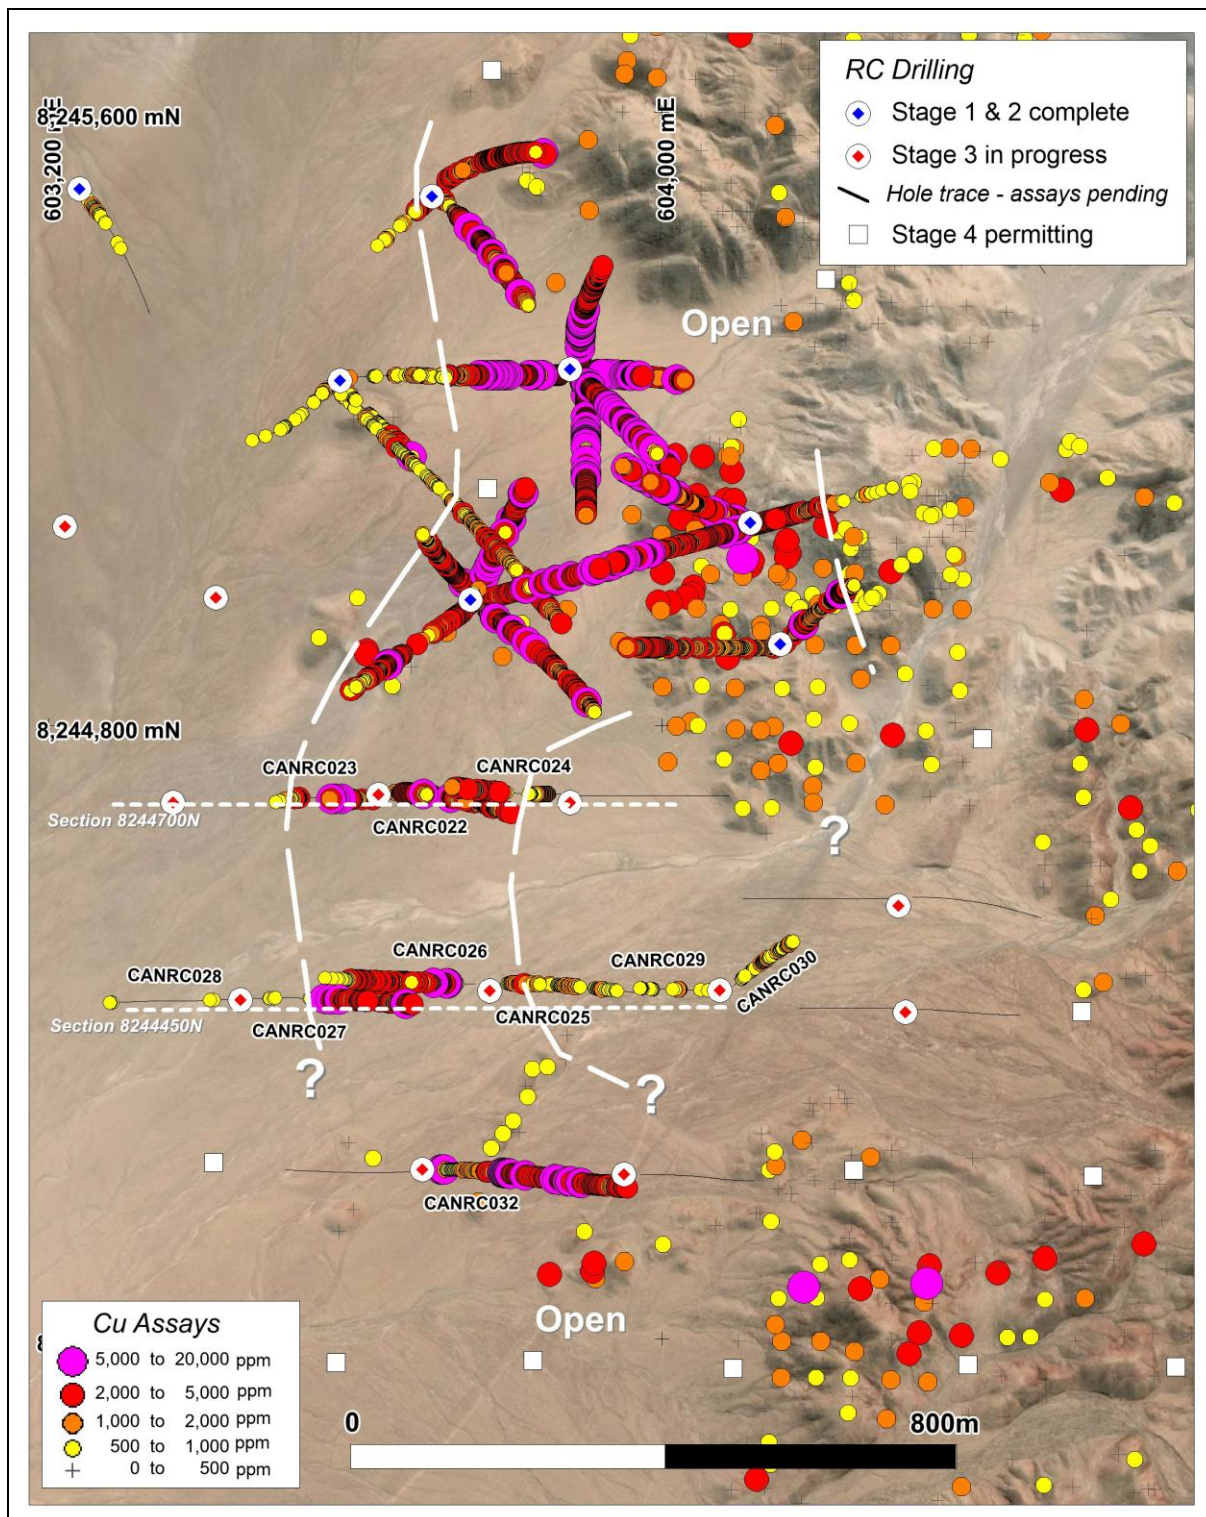 RC Drilling
Stage 1 & 2 complete
Stage 3 in progress
Hole trace - assays pending
Stage 4 permitting
8,245,600 mN
603,200 mE
604,000 mE
Open
8,244,800 mN
CANRC023
CANRC024
CANRC022
Section 8244700N
?
CANRC026
CANRC029
CANRC028
CANRC030
CANRC027
CANRC025
Section 8244450N
?
?
CANRC032
Open
Cu Assays
5,000 to 20,000 ppm
2,000 to 5,000 ppm
1,000 to 2,000 ppm
500 to 1,000 ppm
0 to 500 ppm
0
800m